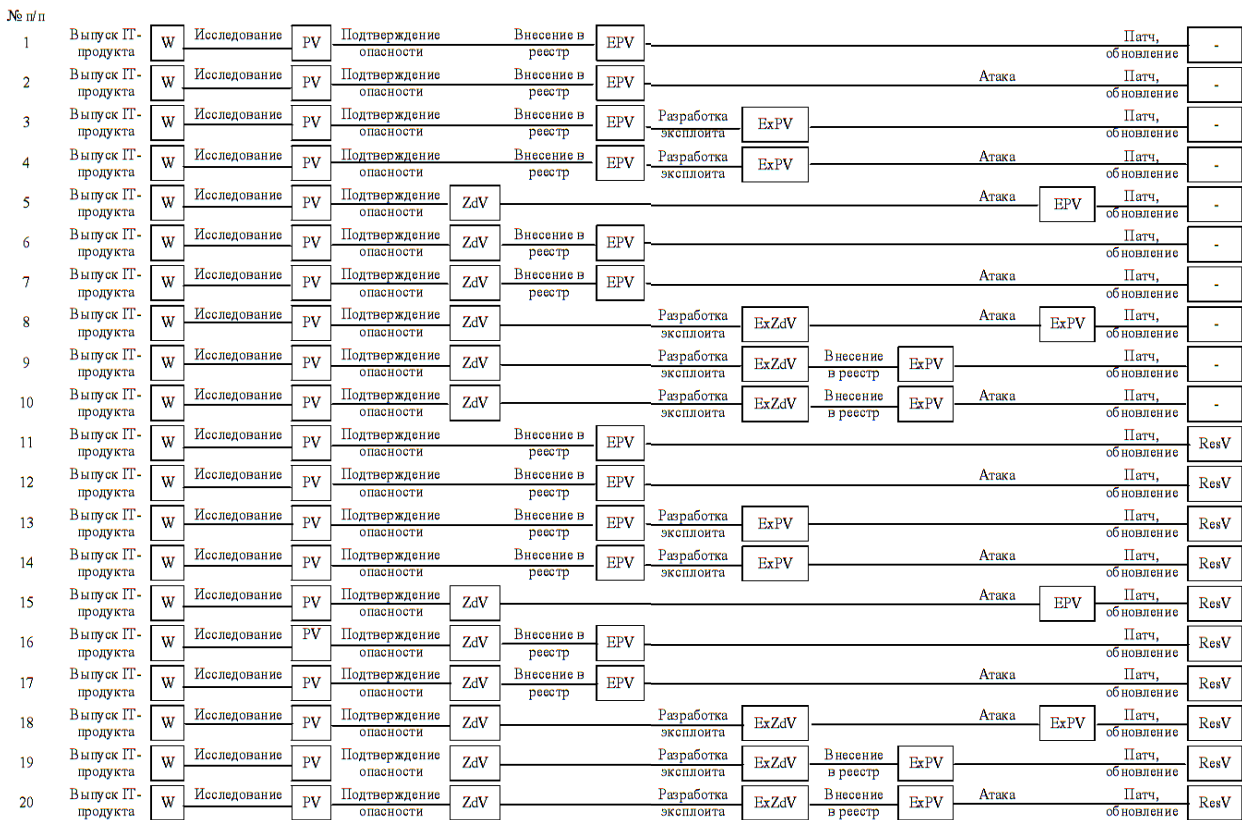 № п/п
Выпуск IT- Исследование Подтверждение Внесение в Патч,
1 W PV EPV -
продукта опасности реестр обновление
Выпуск IT- Исследование Подтверждение Внесение в Атака Патч,
2 W PV EPV -
продукта опасности реестр обновление
Выпуск IT- Исследование Подтверждение Внесение в Разработка Патч,
3 W PV EPV ExPV -
продукта опасности реестр эксплоита обновление
Выпуск IT- Исследование Подтверждение Внесение в Разработка Атака Патч,
4 W PV EPV ExPV -
продукта опасности реестр эксплоита обновление
Выпуск IT- Исследование Подтверждение Атака Патч,
5 W PV ZdV EPV -
продукта опасности обновление
Выпуск IT- Исследование Подтверждение Внесение в Патч,
6 W PV ZdV EPV -
продукта опасности реестр обновление
Выпуск IT- Исследование Подтверждение Внесение в Атака Патч,
7 W PV ZdV EPV -
продукта опасности реестр обновление
Выпуск IT- Исследование Подтверждение Разработка Атака Патч,
8 W PV ZdV ExZdV ExPV -
продукта опасности эксплоита обновление
Выпуск IT- Исследование Подтверждение Разработка Внесение Патч,
9 W PV ZdV ExZdV ExPV -
продукта опасности эксплоита в реестр обновление
Выпуск IT- Исследование Подтверждение Разработка Внесение Атака Патч,
10 W PV ZdV ExZdV ExPV -
продукта опасности эксплоита в реестр обновление
Выпуск IT- Исследование Подтверждение Внесение в Патч,
11 W PV EPV ResV
продукта опасности реестр обновление
Выпуск IT- Исследование Подтверждение Внесение в Атака Патч,
12 W PV EPV ResV
продукта опасности реестр обновление
Выпуск IT- Исследование Подтверждение Внесение в Разработка Патч,
13 W PV EPV ExPV ResV
продукта опасности реестр эксплоита обновление
Выпуск IT- Исследование Подтверждение Внесение в Разработка Атака Патч,
14 W PV EPV ExPV ResV
продукта опасности реестр эксплоита обновление
Выпуск IT- Исследование Подтверждение Атака Патч,
15 W PV ZdV EPV ResV
продукта опасности обновление
Выпуск IT- Исследование Подтверждение Внесение в Патч,
16 W PV ZdV EPV ResV
продукта опасности реестр обновление
Выпуск IT- Исследование Подтверждение Внесение в Атака Патч,
17 W PV ZdV EPV ResV
продукта опасности реестр обновление
Выпуск IT- Исследование Подтверждение Разработка Атака Патч,
18 W PV ZdV ExZdV ExPV ResV
продукта опасности эксплоита обновление
Выпуск IT- Исследование Подтверждение Разработка Внесение Патч,
19 W PV ZdV ExZdV ExPV ResV
продукта опасности эксплоита в реестр обновление
Выпуск IT- Исследование Подтверждение Разработка Внесение Атака Патч,
20 W PV ZdV ExZdV ExPV ResV
продукта опасности эксплоита в реестр обновление